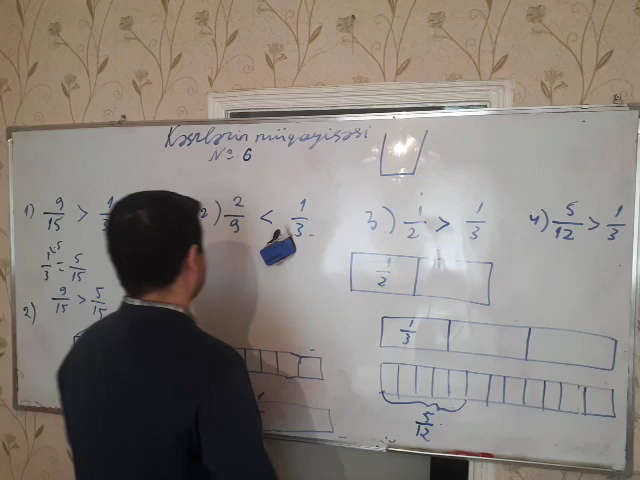 Kəsrlərin müqayisəsi
№ 6
1) 9/15 > 1/3
2) 2/9 < 1/3
3) 1/2 > 1/3
4) 5/12 > 1/3
1/3 = 5/15
2) 9/15 > 5/15
1/2
1/3
5/12